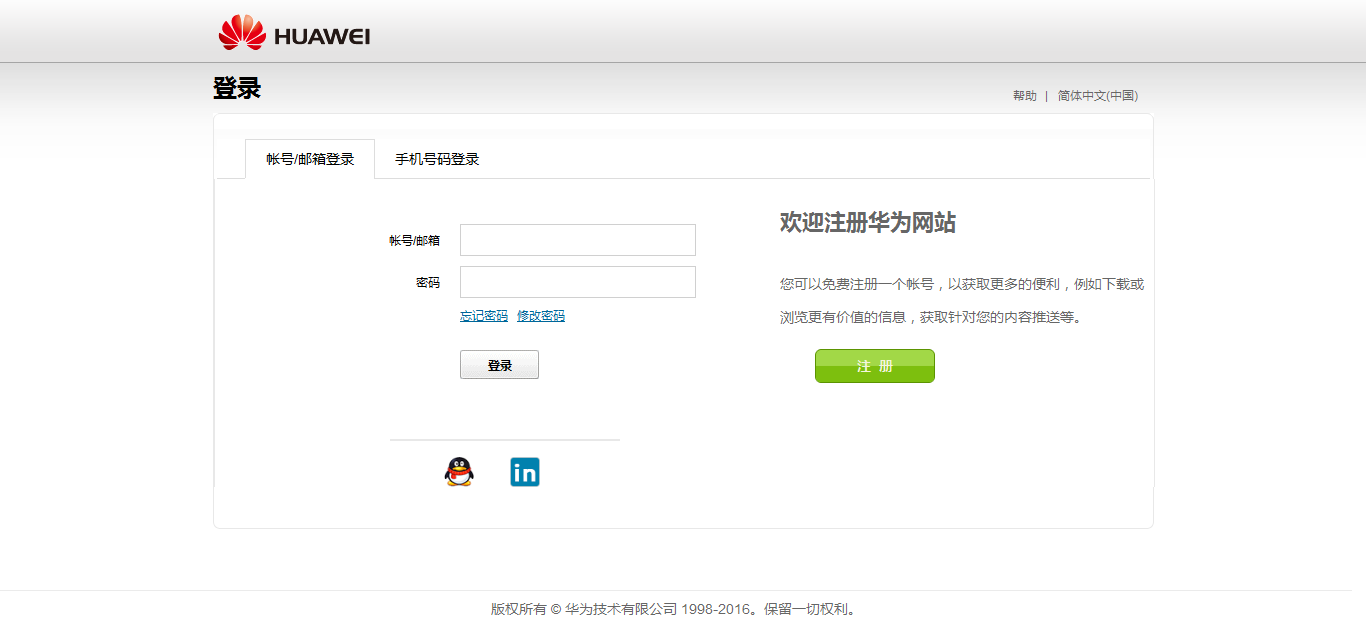 HUAWEI
登录
帮助 | 简体中文(中国)
帐号/邮箱登录 手机号码登录
欢迎注册华为网站
帐号/邮箱
密码
您可以免费注册一个帐号，以获取更多的便利，例如下载或
浏览更有价值的信息，获取针对您的内容推送等。
忘记密码 修改密码
登录
注 册
in
版权所有 © 华为技术有限公司 1998-2016。保留一切权利。